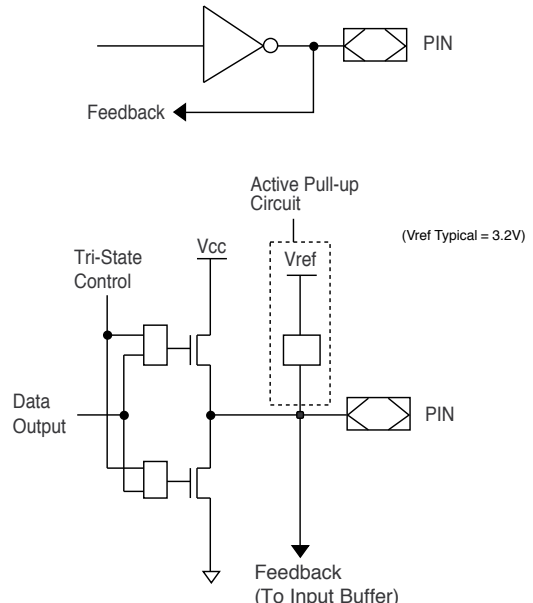 PIN
Feedback
Active Pull-up
Circuit
(Vref Typical = 3.2V)
Vcc
Vref
Tri-State
Control
Data
Output
PIN
Feedback
(To Input Buffer)